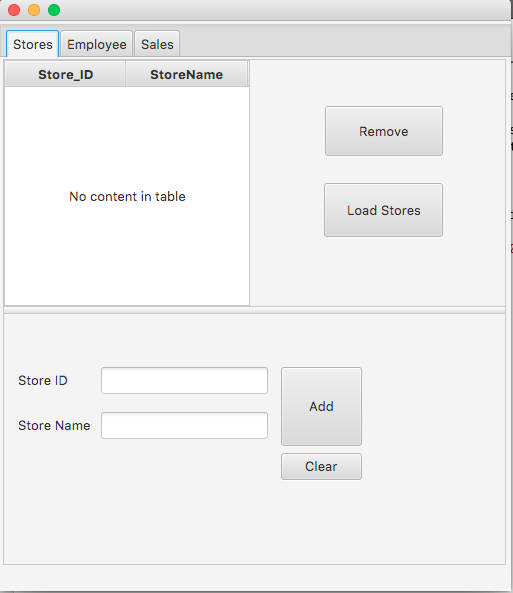 Stores Employee Sales
Store_ID StoreName
No content in table
Remove
Load Stores
Store ID
Store Name
Add
Clear